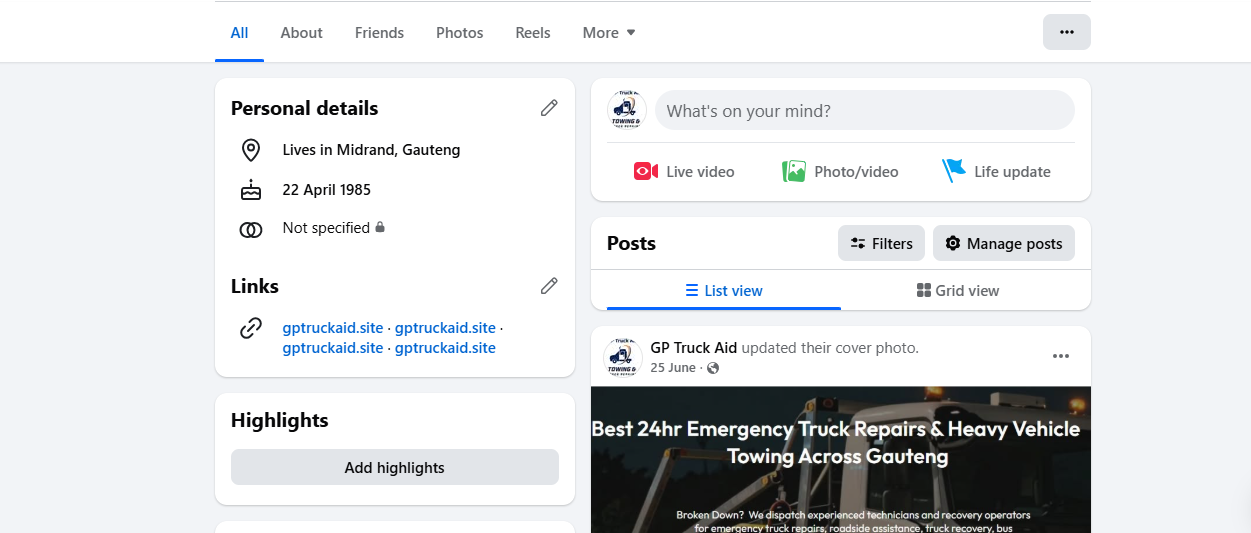 All
About
Friends
Photos
Reels
More
Personal details
Lives in Midrand, Gauteng
22 April 1985
Not specified
Links
gptruckaid.site · gptruckaid.site ·
gptruckaid.site · gptruckaid.site
Highlights
Add highlights
TOWING &
What's on your mind?
Live video
Photo/video
Life update
Posts
Filters
Manage posts
List view
Grid view
TOWING &
GP Truck Aid updated their cover photo.
25 June ·
Best 24hr Emergency Truck Repairs & Heavy Vehicle
Towing Across Gauteng
Broken Down? We dispatch experienced technicians and recovery operators
for emergency truck repairs, roadside assistance, truck recovery, bus